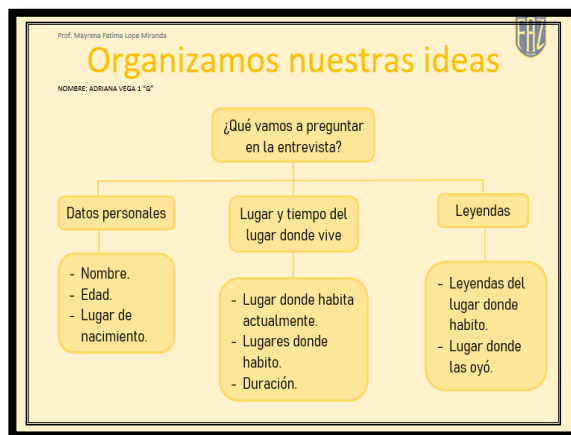 Prof. Mayrena Fatima Lope Miranda
Organizamos nuestras ideas
NOMBRE: ADRIANA VEGA 1 “G”
¿Qué vamos a preguntar
en la entrevista?
Datos personales
- Nombre.
- Edad.
- Lugar de
nacimiento.
Lugar y tiempo del
lugar donde vive
- Lugar donde habita
actualmente.
- Lugares donde
habito.
- Duración.
Leyendas
- Leyendas del
lugar donde
habito.
- Lugar donde
las oyó.